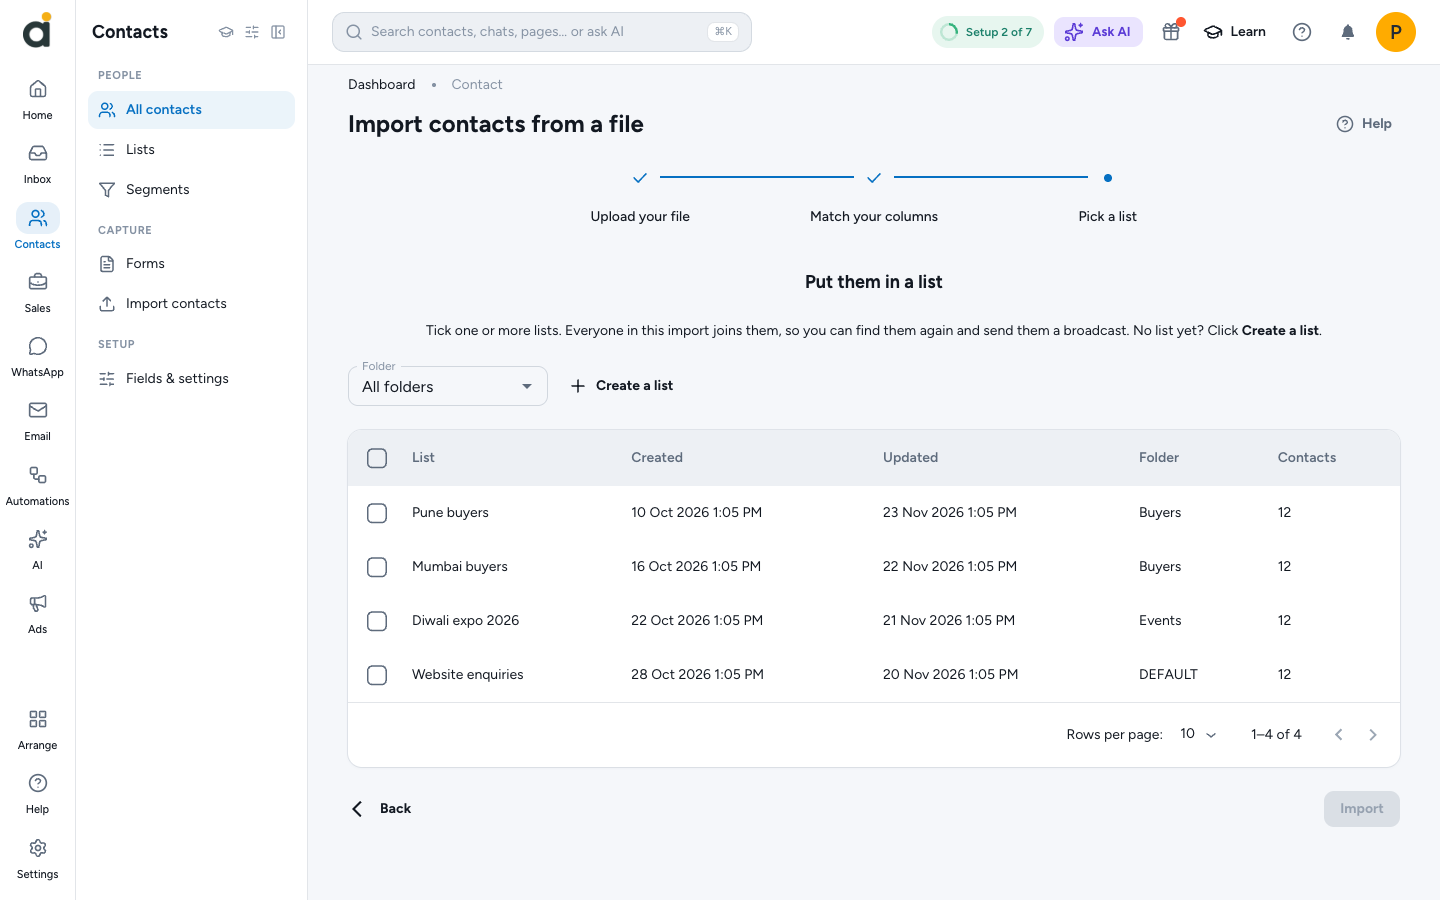 Home
Inbox
Contacts
Sales
WhatsApp
Email
Automations
AI
Ads
Arrange
Help
Settings
Contacts
PEOPLE
All contacts
Lists
Segments
CAPTURE
Forms
Import contacts
SETUP
Fields & settings
Search contacts, chats, pages... or ask AI ⌘K
Setup 2 of 7
Ask AI
Learn
P
Dashboard • Contact
Import contacts from a file
Help
Upload your file
Match your columns
Pick a list
Put them in a list
Tick one or more lists. Everyone in this import joins them, so you can find them again and send them a broadcast. No list yet? Click Create a list.
Folder
All folders
Create a list
List Created Updated Folder Contacts
Pune buyers 10 Oct 2026 1:05 PM 23 Nov 2026 1:05 PM Buyers 12
Mumbai buyers 16 Oct 2026 1:05 PM 22 Nov 2026 1:05 PM Buyers 12
Diwali expo 2026 22 Oct 2026 1:05 PM 21 Nov 2026 1:05 PM Events 12
Website enquiries 28 Oct 2026 1:05 PM 20 Nov 2026 1:05 PM DEFAULT 12
Rows per page: 10 1–4 of 4
Back
Import